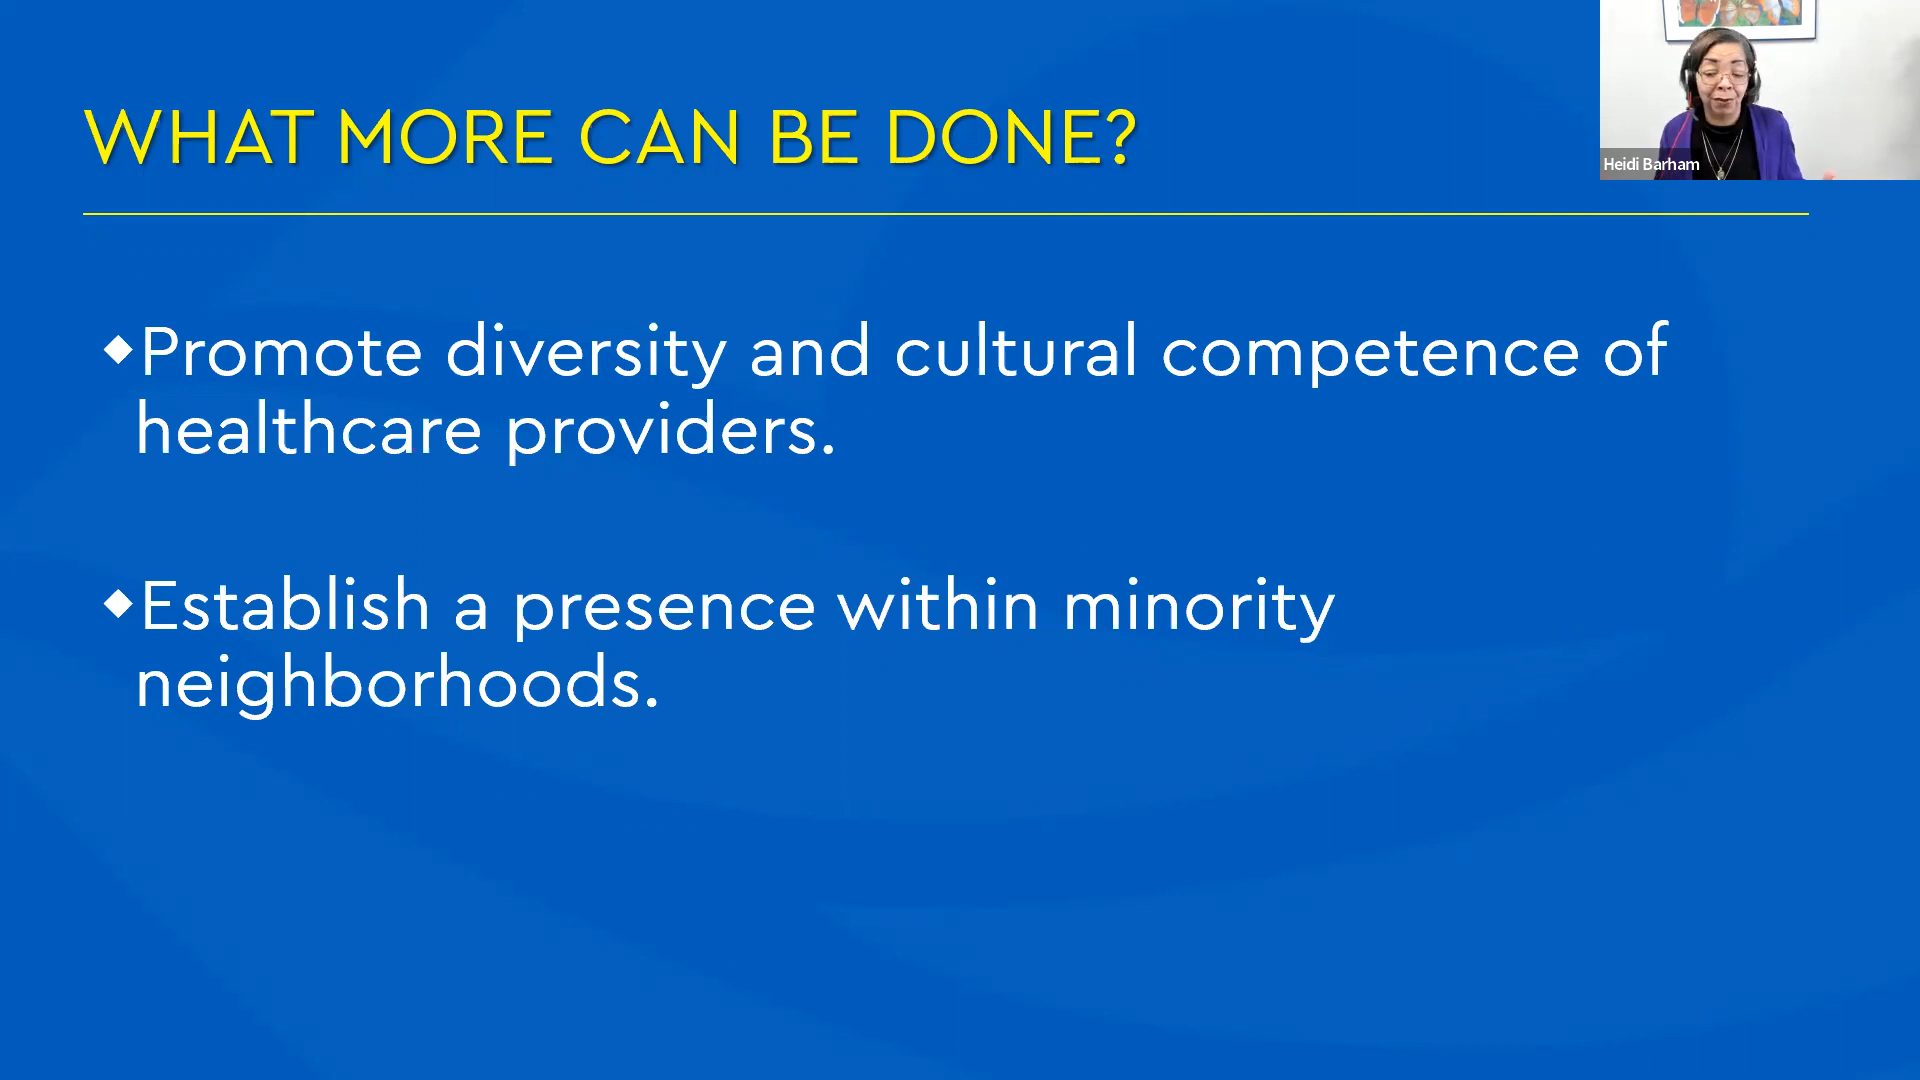 WHAT MORE CAN BE DONE?
Heidi Barham
◆Promote diversity and cultural competence of
healthcare providers.
◆Establish a presence within minority
neighborhoods.